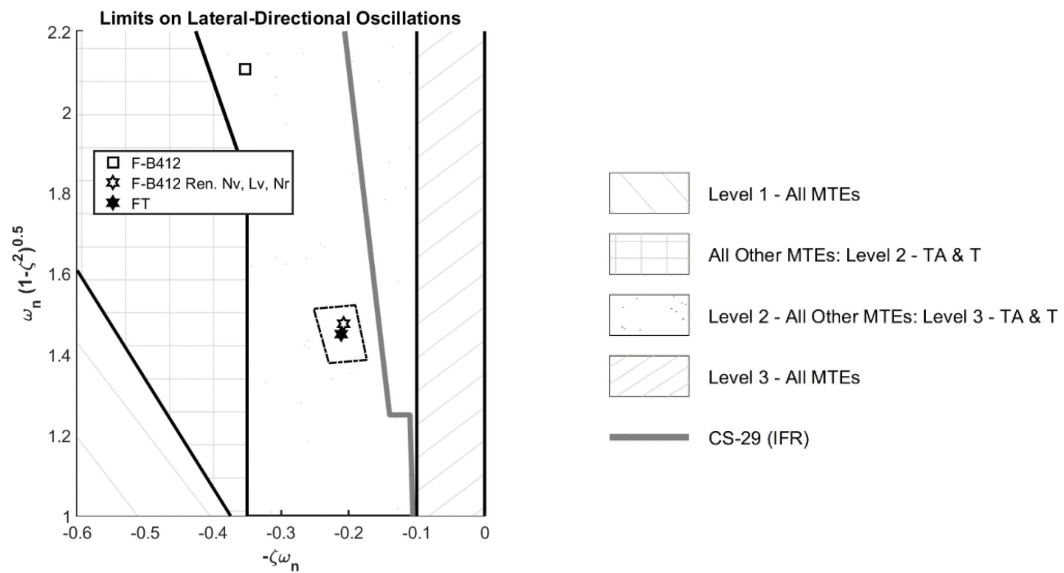 Limits on Lateral-Directional Oscillations
2.2
2
1.8
1.6
1.4
1.2
1
ω_n (1-ζ^2)^0.5
F-B412
F-B412 Ren. Nv, Lv, Nr
FT
-0.6 -0.5 -0.4 -0.3 -0.2 -0.1 0
-ζω_n
Level 1 - All MTEs
All Other MTEs: Level 2 - TA & T
Level 2 - All Other MTEs: Level 3 - TA & T
Level 3 - All MTEs
CS-29 (IFR)